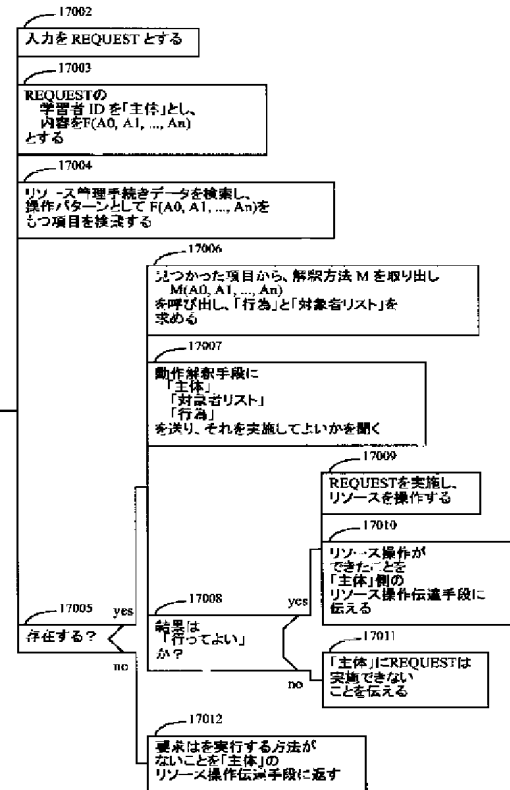 17002
入力を REQUEST とする
17003
REQUESTの
学習者 ID を「主体」とし、
内容をF(A0, A1, ..., An)
とする
17004
リソース管理手続きデータを検索し、
操作パターンとして F(A0, A1, ..., An)を
もつ項目を検索する
17006
見つかった項目から、解釈方法 M を取り出し
M(A0, A1, ..., An)
を呼び出し、「行為」と「対象者リスト」を
求める
17007
動作解釈手段に
「主体」
「対象者リスト」
「行為」
を送り、それを実施してよいかを聞く
17009
REQUESTを実施し、
リソースを操作する
17010
リソース操作が
できたことを
「主体」側の
リソース操作伝達手段に
伝える
17005
存在する?
yes
no
17008
結果は
「行ってよい」
か?
yes
no
17011
「主体」にREQUESTは
実施できない
ことを伝える
17012
要求はを実行する方法が
ないことを「主体」の
リソース操作伝達手段に返す